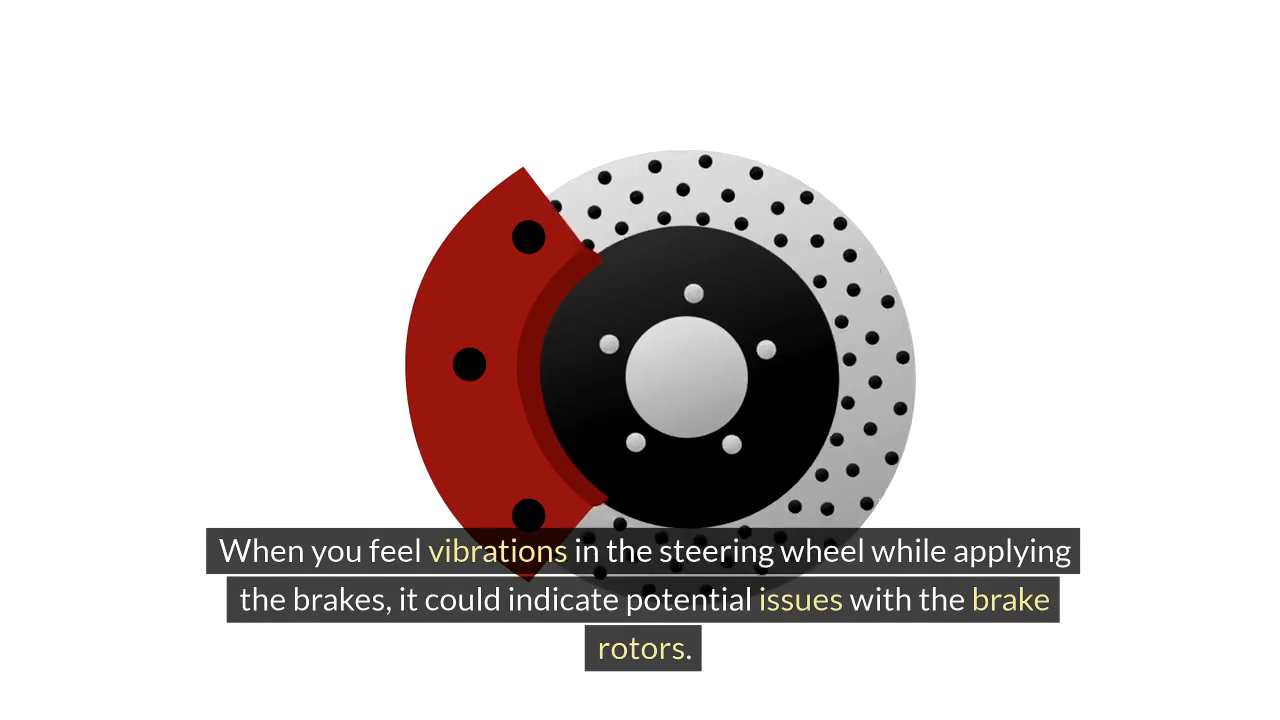 When you feel vibrations in the steering wheel while applying
the brakes, it could indicate potential issues with the brake
rotors.